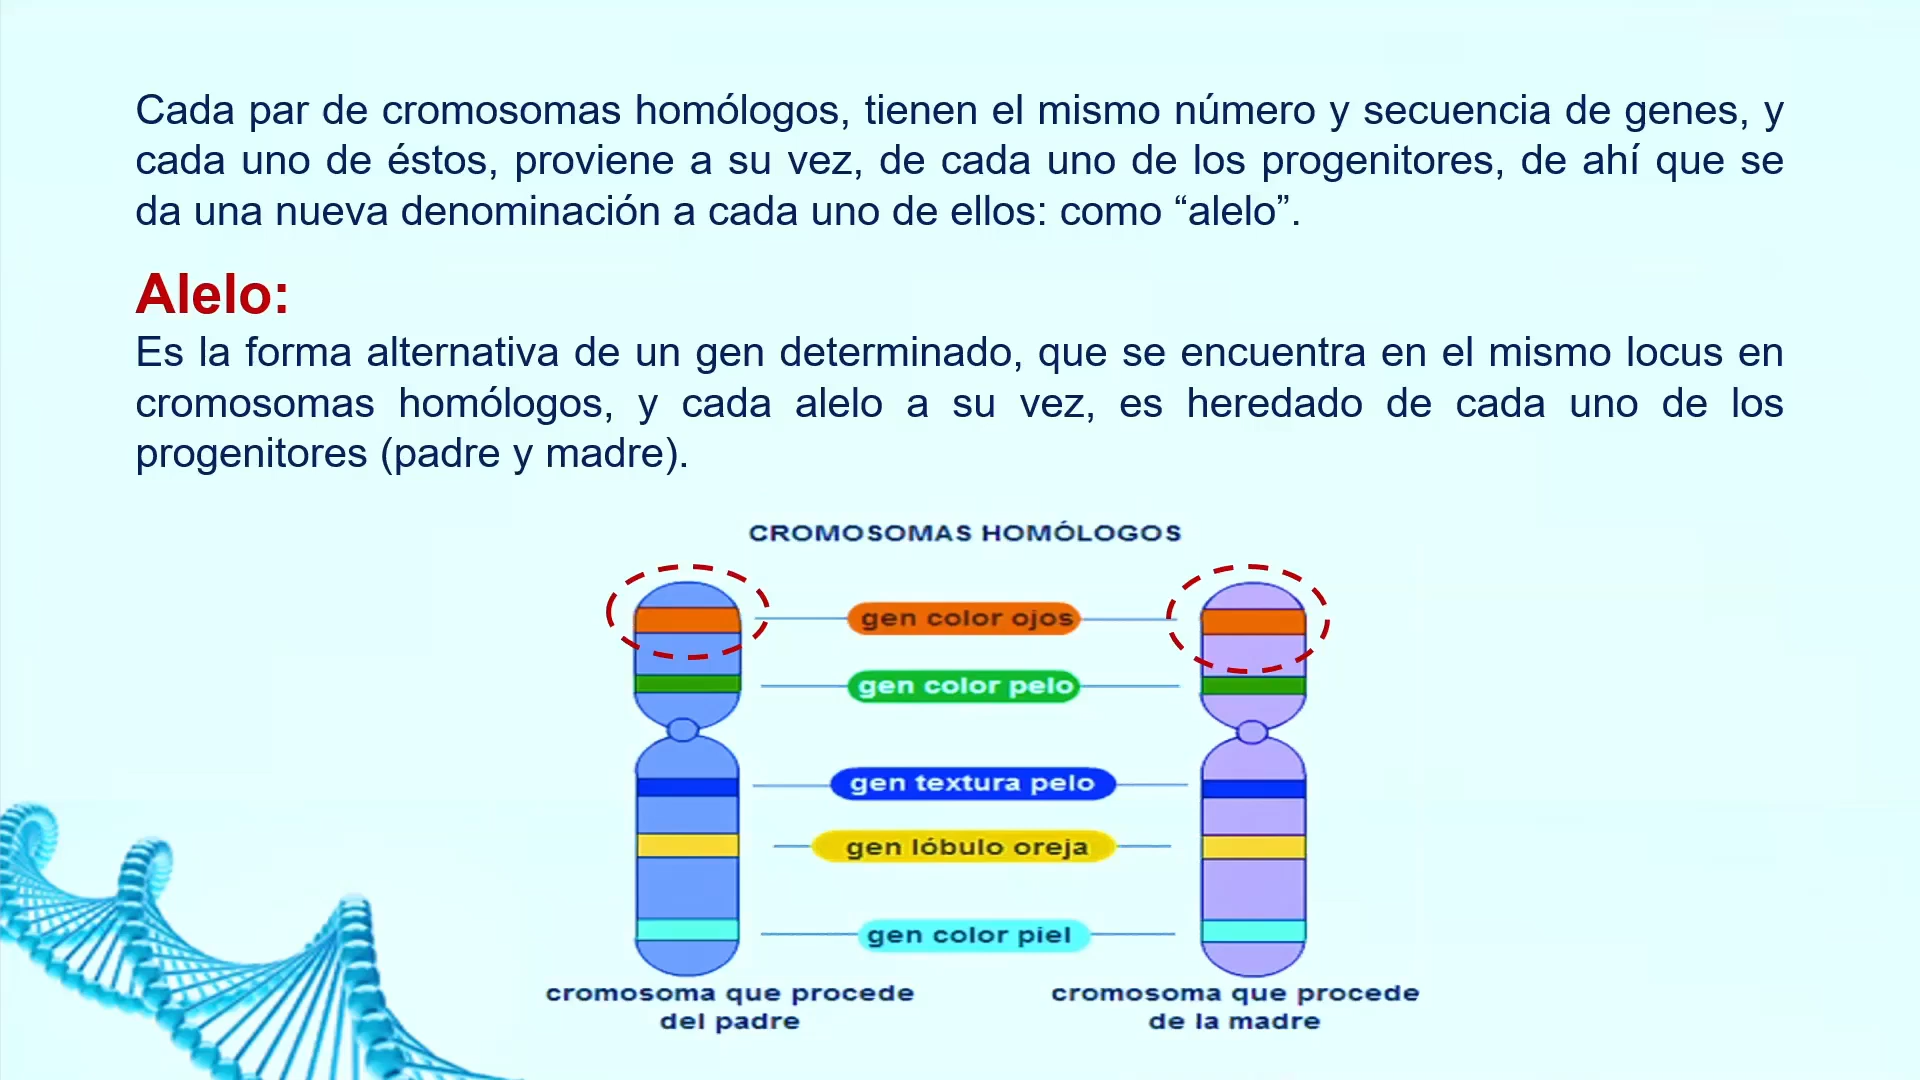 Cada par de cromosomas homólogos, tienen el mismo número y secuencia de genes, y
cada uno de éstos, proviene a su vez, de cada uno de los progenitores, de ahí que se
da una nueva denominación a cada uno de ellos: como “alelo”.
Alelo:
Es la forma alternativa de un gen determinado, que se encuentra en el mismo locus en
cromosomas homólogos, y cada alelo a su vez, es heredado de cada uno de los
progenitores (padre y madre).
CROMOSOMAS HOMÓLOGOS
gen color ojos
gen color pelo
gen textura pelo
gen lóbulo oreja
gen color piel
cromosoma que procede
del padre
cromosoma que procede
de la madre